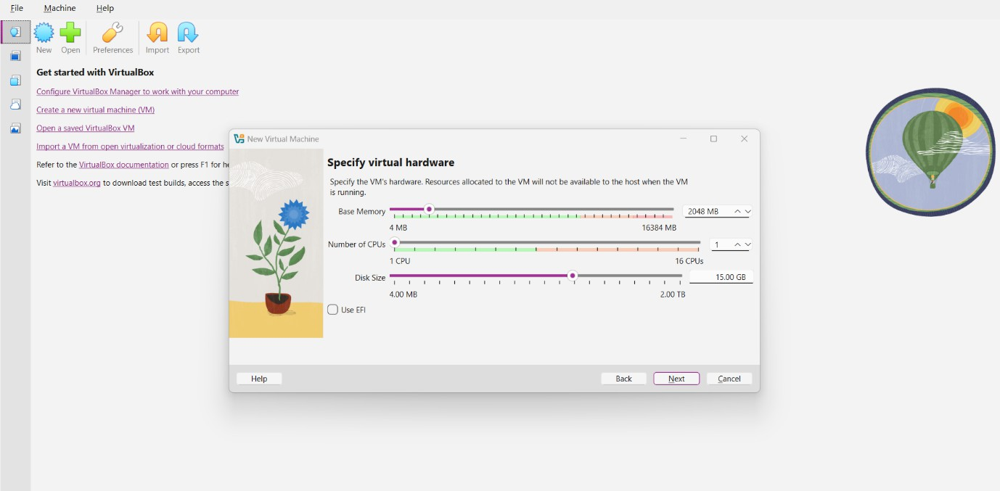 File Machine Help
New Open Preferences Import Export
Get started with VirtualBox
Configure VirtualBox Manager to work with your computer
Create a new virtual machine (VM)
Open a saved VirtualBox VM
Import a VM from open virtualization or cloud formats
Refer to the VirtualBox documentation or press F1 for he
Visit virtualbox.org to download test builds, access the s
New Virtual Machine
Specify virtual hardware
Specify the VM's hardware. Resources allocated to the VM will not be available to the host when the VM
is running.
Base Memory 2048 MB
4 MB 16384 MB
Number of CPUs 1
1 CPU 16 CPUs
Disk Size 15.00 GB
4.00 MB 2.00 TB
Use EFI
Help Back Next Cancel